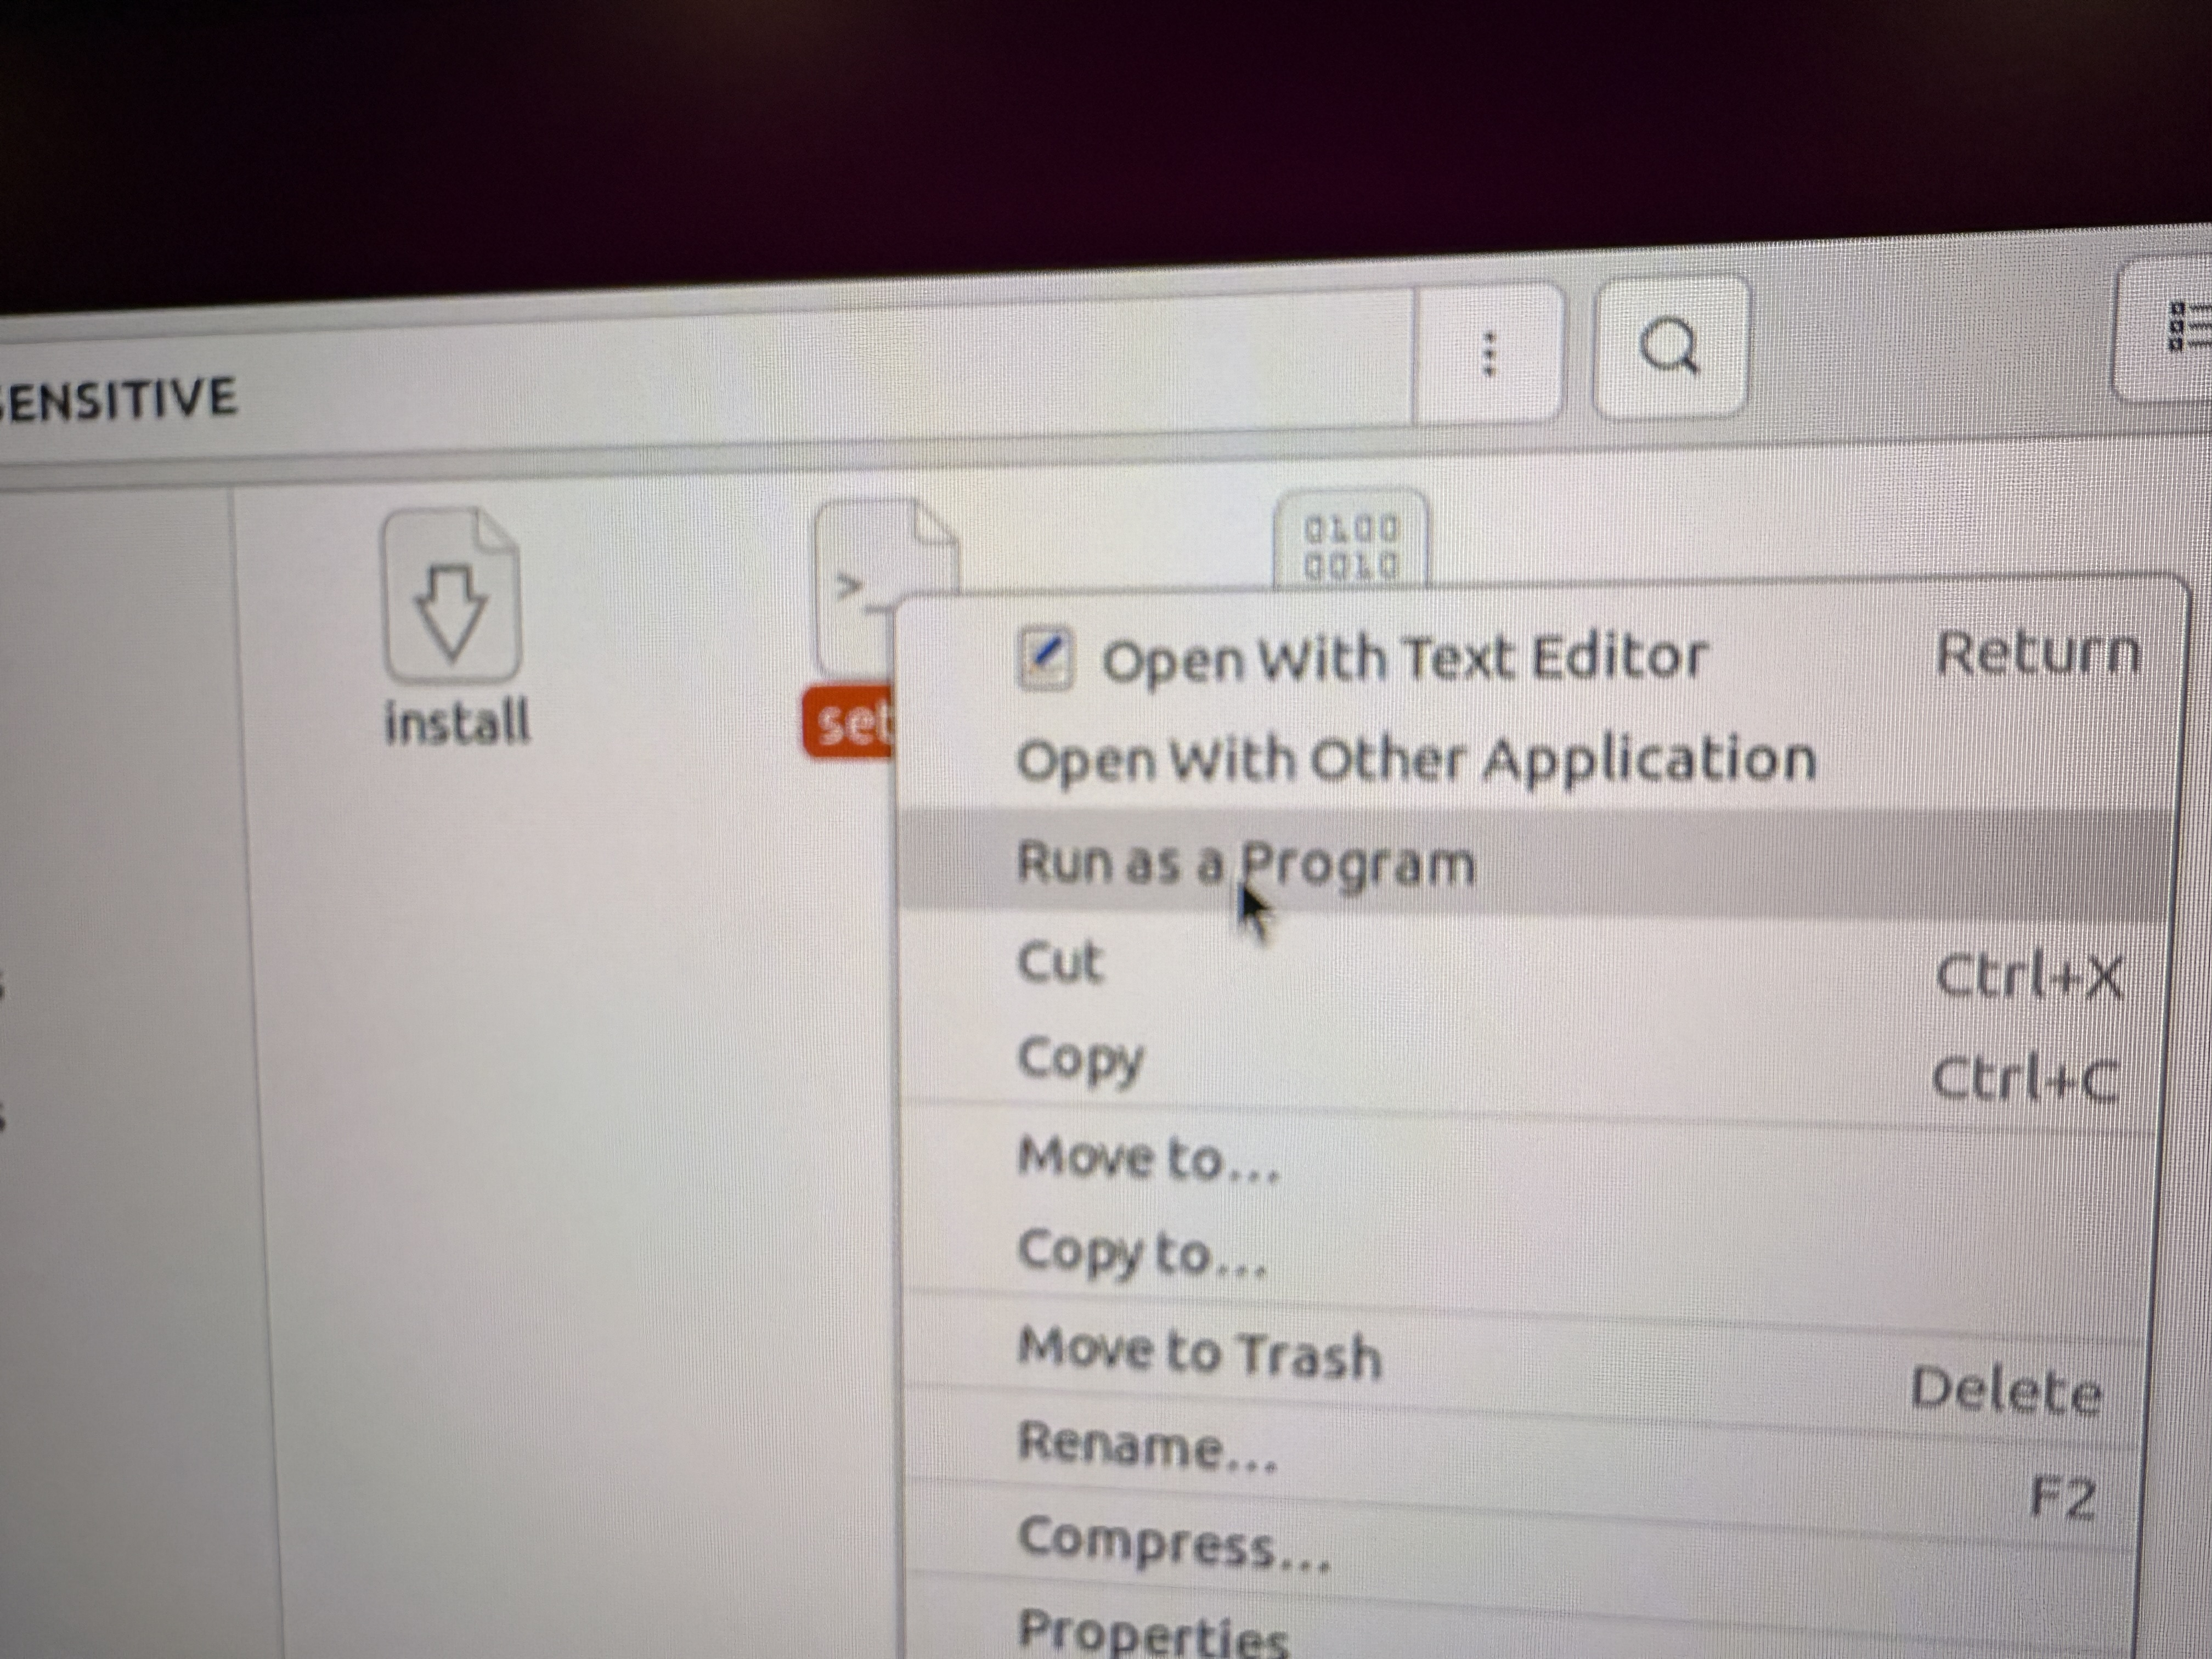 SENSITIVE
0100
0010
>_
install
set
Open With Text Editor Return
Open With Other Application
Run as a Program
Cut Ctrl+X
Copy Ctrl+C
Move to...
Copy to...
Move to Trash Delete
Rename... F2
Compress...
Properties